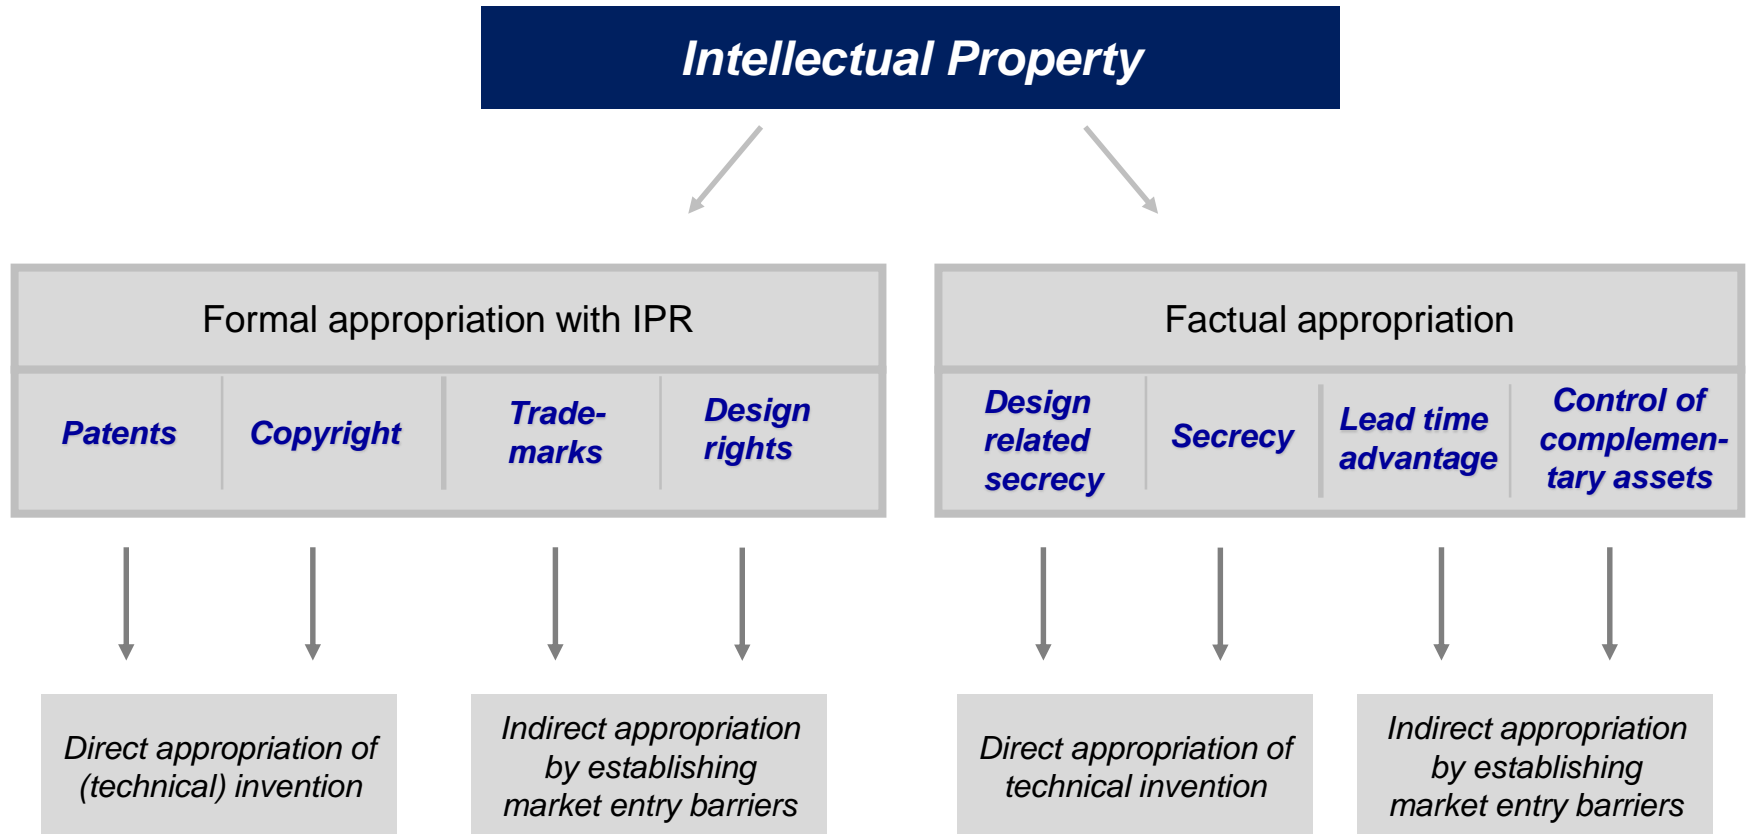 Intellectual Property
Formal appropriation with IPR
Patents
Copyright
Trade-
marks
Design
rights
Direct appropriation of
(technical) invention
Indirect appropriation
by establishing
market entry barriers
Factual appropriation
Design
related
secrecy
Secrecy
Lead time
advantage
Control of
complemen-
tary assets
Direct appropriation of
technical invention
Indirect appropriation
by establishing
market entry barriers